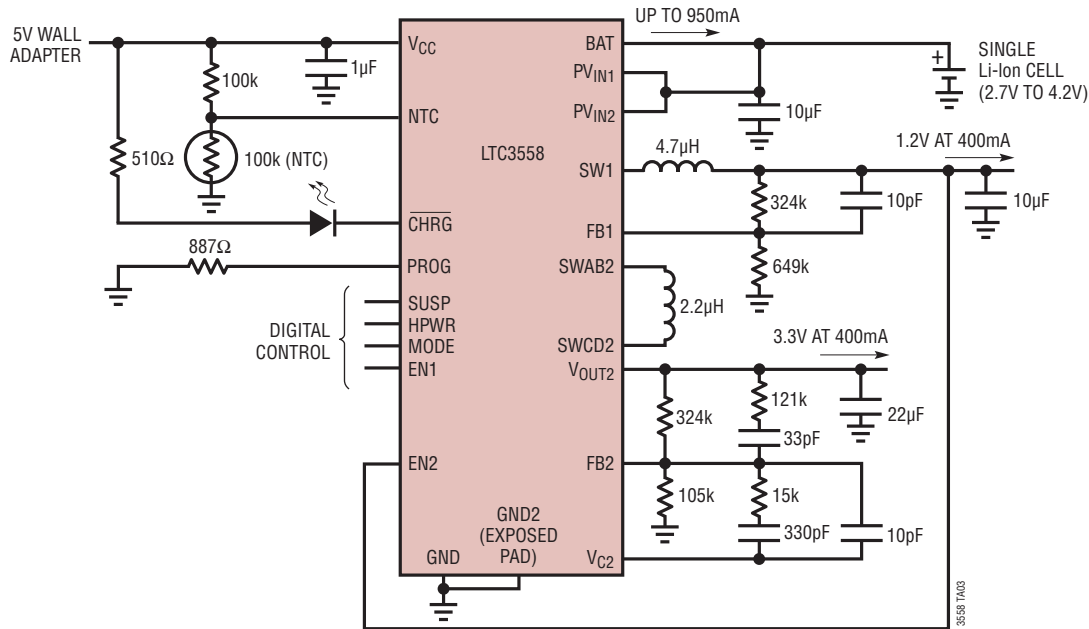 UP TO 950mA
5V WALL
ADAPTER
VCC
BAT
SINGLE
Li-Ion CELL
(2.7V TO 4.2V)
+
100k
1µF
PVIN1
PVIN2
10µF
NTC
LTC3558
510Ω
100k (NTC)
4.7µH
1.2V AT 400mA
SW1
324k
10pF
10µF
CHRG
FB1
887Ω
649k
PROG
SWAB2
SUSP
HPWR
MODE
EN1
DIGITAL
CONTROL
2.2µH
SWCD2
3.3V AT 400mA
VOUT2
121k
324k
22µF
33pF
EN2
FB2
105k
15k
GND2
(EXPOSED
PAD)
330pF
10pF
GND
VC2
3558 TA03